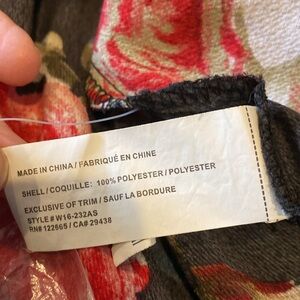 MADE IN CHINA / FABRIQUÉ EN CHINE
SHELL / COQUILLE: 100% POLYESTER / POLYESTER
EXCLUSIVE OF TRIM / SAUF LA BORDURE
STYLE # W16-232AS
RN# 122665 / CA# 29438